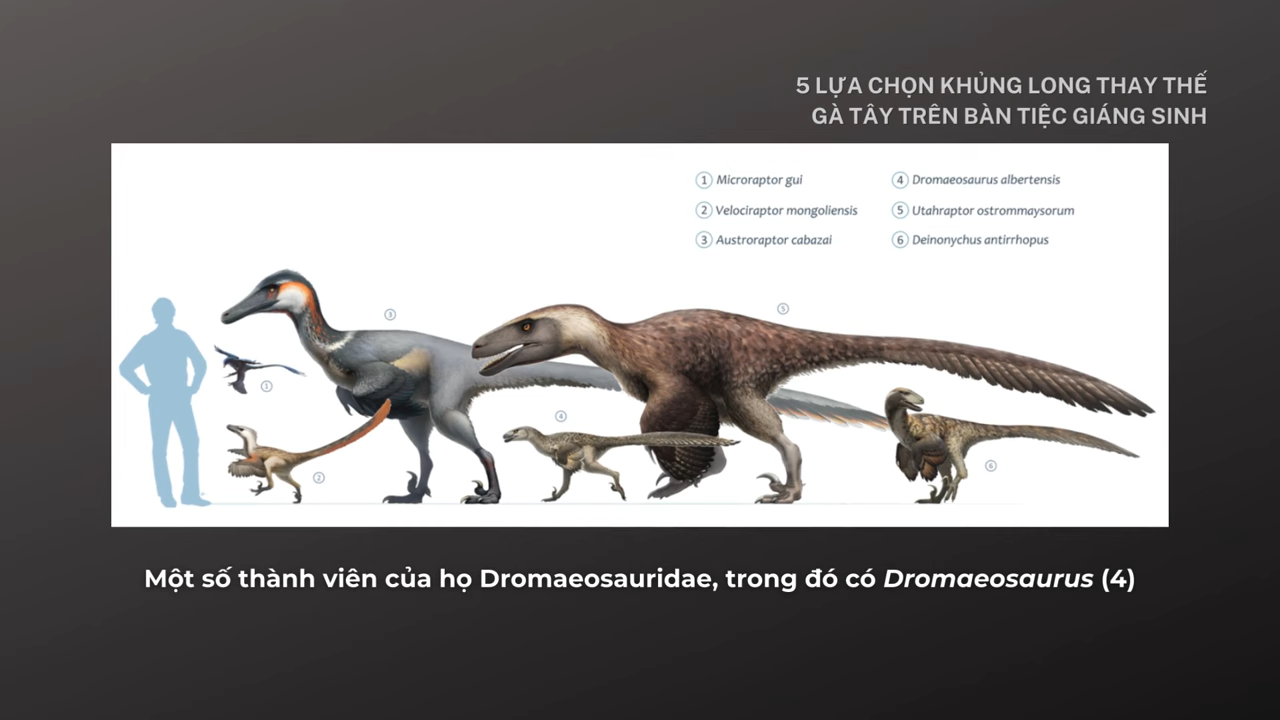 5 LỰA CHỌN KHỦNG LONG THAY THẾ
GÀ TÂY TRÊN BÀN TIỆC GIÁNG SINH
1 Microraptor gui
2 Velociraptor mongoliensis
3 Austroraptor cabazai
4 Dromaeosaurus albertensis
5 Utahraptor ostrommaysorum
6 Deinonychus antirrhopus
3
5
1
4
6
2
Một số thành viên của họ Dromaeosauridae, trong đó có Dromaeosaurus (4)